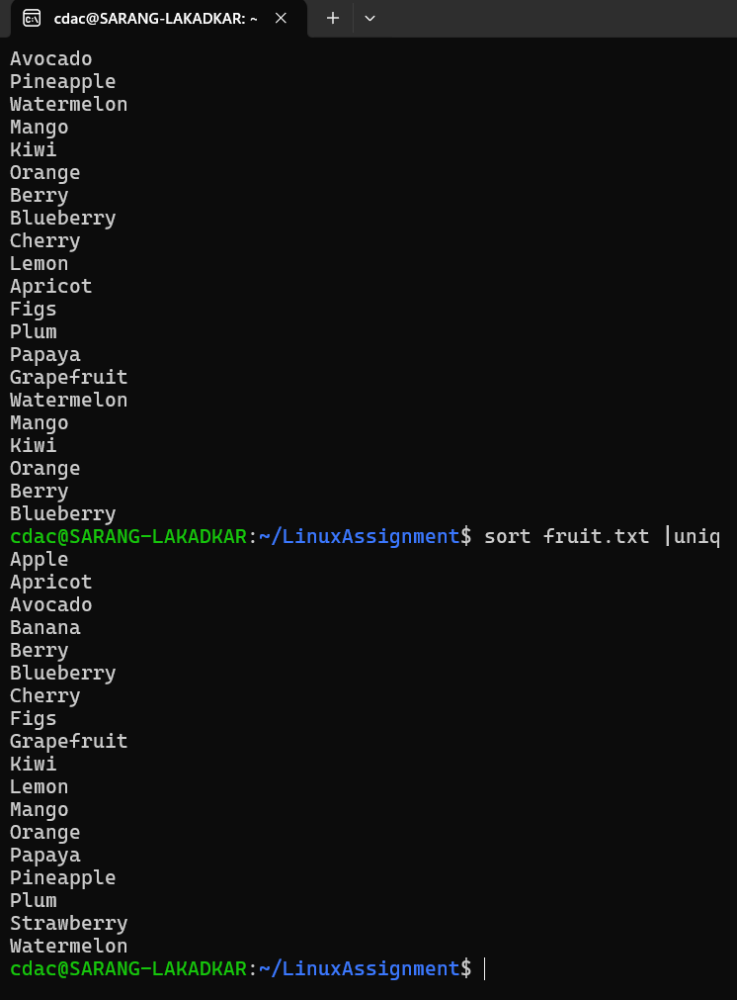 cdac@SARANG-LAKADKAR: ~
Avocado
Pineapple
Watermelon
Mango
Kiwi
Orange
Berry
Blueberry
Cherry
Lemon
Apricot
Figs
Plum
Papaya
Grapefruit
Watermelon
Mango
Kiwi
Orange
Berry
Blueberry
cdac@SARANG-LAKADKAR:~/LinuxAssignment$ sort fruit.txt |uniq
Apple
Apricot
Avocado
Banana
Berry
Blueberry
Cherry
Figs
Grapefruit
Kiwi
Lemon
Mango
Orange
Papaya
Pineapple
Plum
Strawberry
Watermelon
cdac@SARANG-LAKADKAR:~/LinuxAssignment$